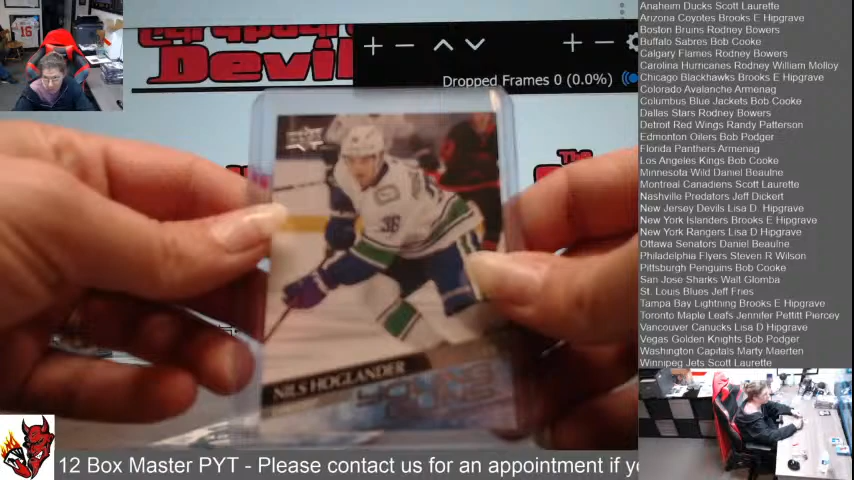 Cardboard
Devil
Dropped Frames 0 (0.0%)
The
36
NILS HOGLANDER
YOUNG GUNS
16
Anaheim Ducks Scott Laurette
Arizona Coyotes Brooks E Hipgrave
Boston Bruins Rodney Bowers
Buffalo Sabres Bob Cooke
Calgary Flames Rodney Bowers
Carolina Hurricanes Rodney William Molloy
Chicago Blackhawks Brooks E Hipgrave
Colorado Avalanche Armenag
Columbus Blue Jackets Bob Cooke
Dallas Stars Rodney Bowers
Detroit Red Wings Randy Patterson
Edmonton Oilers Bob Podger
Florida Panthers Armenag
Los Angeles Kings Bob Cooke
Minnesota Wild Daniel Beaulne
Montreal Canadiens Scott Laurette
Nashville Predators Jeff Dickert
New Jersey Devils Lisa D. Hipgrave
New York Islanders Brooks E Hipgrave
New York Rangers Lisa D Hipgrave
Ottawa Senators Daniel Beaulne
Philadelphia Flyers Steven R Wilson
Pittsburgh Penguins Bob Cooke
San Jose Sharks Walt Glomba
St. Louis Blues Jeff Fries
Tampa Bay Lightning Brooks E Hipgrave
Toronto Maple Leafs Jennifer Pettitt Piercey
Vancouver Canucks Lisa D Hipgrave
Vegas Golden Knights Bob Podger
Washington Capitals Marty Maerten
Winnipeg Jets Scott Laurette
12 Box Master PYT - Please contact us for an appointment if yo